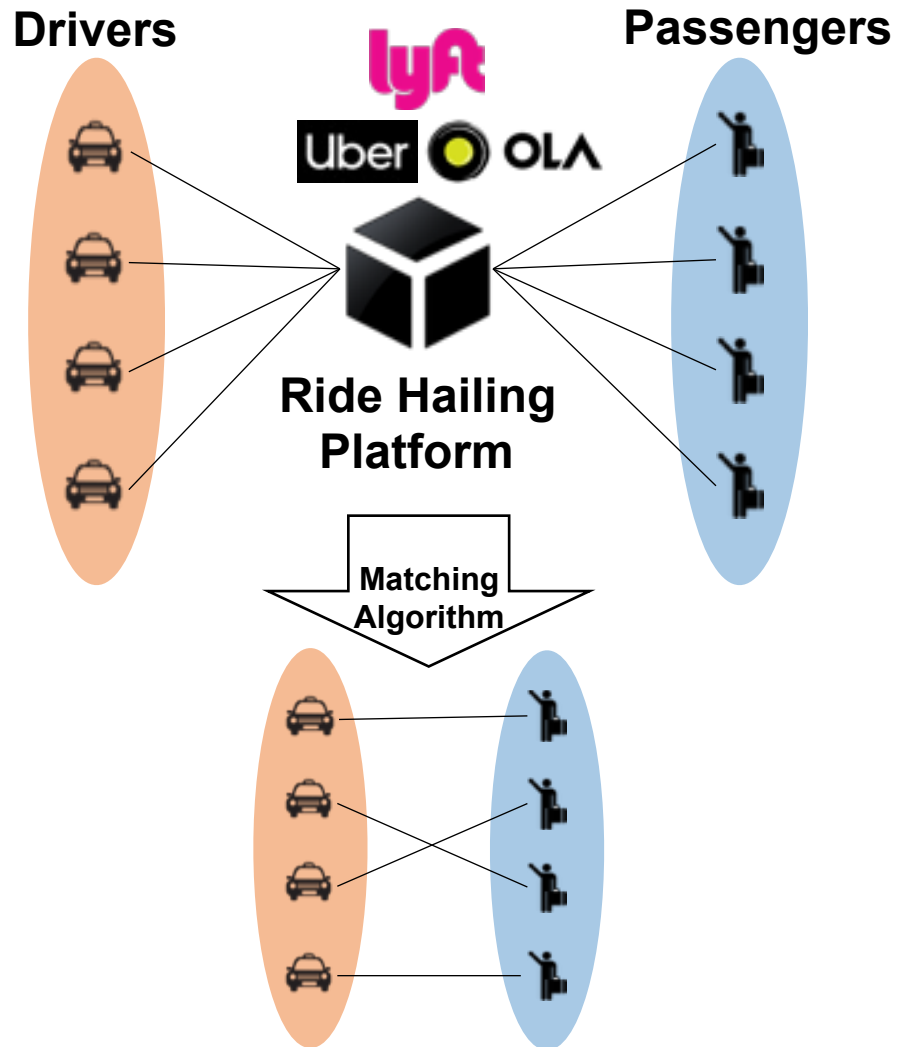 Drivers
Passengers
lyft
Uber
OLA
Ride Hailing
Platform
Matching
Algorithm